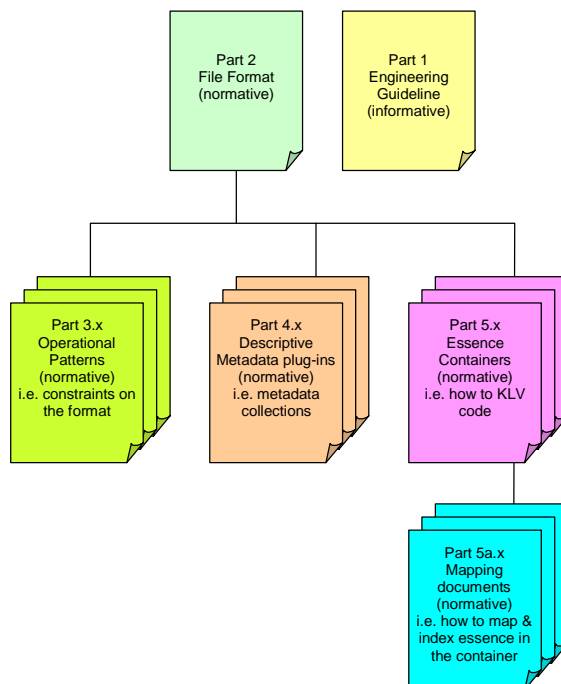 Part 2
File Format
(normative)
Part 1
Engineering
Guideline
(informative)
Part 3.x
Operational
Patterns
(normative)
i.e. constraints on
the format
Part 4.x
Descriptive
Metadata plug-ins
(normative)
i.e. metadata
collections
Part 5.x
Essence
Containers
(normative)
i.e. how to KLV
code
Part 5a.x
Mapping
documents
(normative)
i.e. how to map &
index essence in
the container